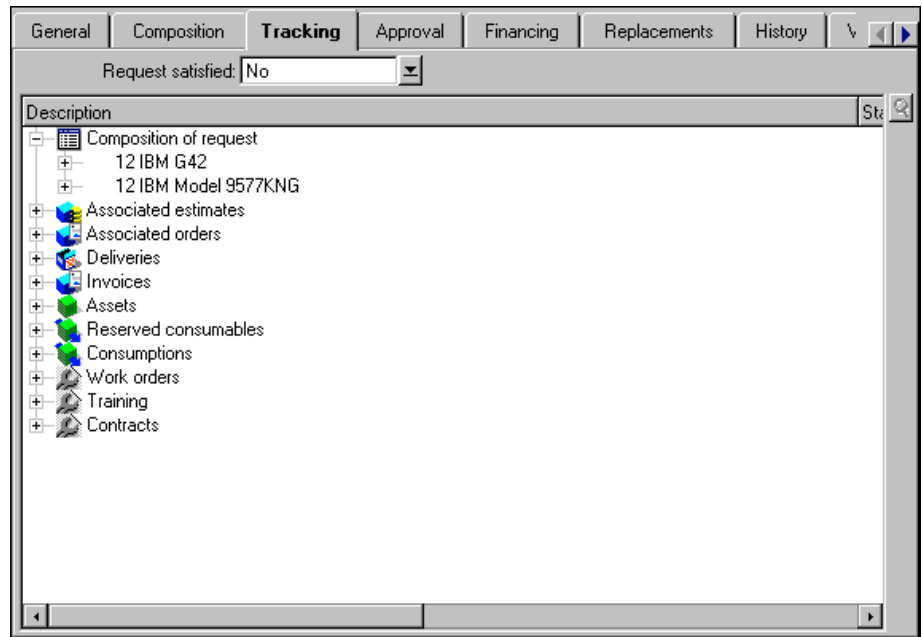 General Composition Tracking Approval Financing Replacements History
Request satisfied: No
Description Sta
Composition of request
12 IBM G42
12 IBM Model 9577KNG
Associated estimates
Associated orders
Deliveries
Invoices
Assets
Reserved consumables
Consumptions
Work orders
Training
Contracts